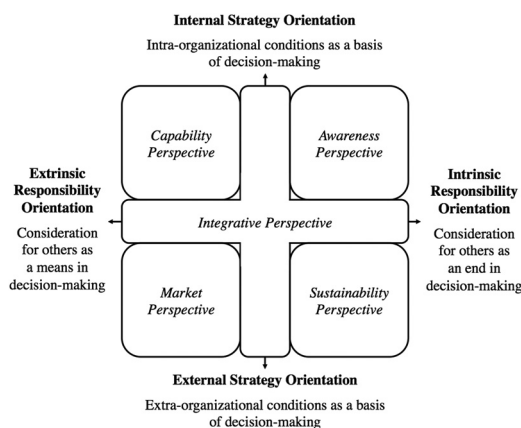 Internal Strategy Orientation
Intra-organizational conditions as a basis
of decision-making
Capability
Perspective
Awareness
Perspective
Extrinsic
Responsibility
Orientation
Consideration
for others as
a means in
decision-making
Integrative Perspective
Intrinsic
Responsibility
Orientation
Consideration
for others as
an end in
decision-making
Market
Perspective
Sustainability
Perspective
External Strategy Orientation
Extra-organizational conditions as a basis
of decision-making